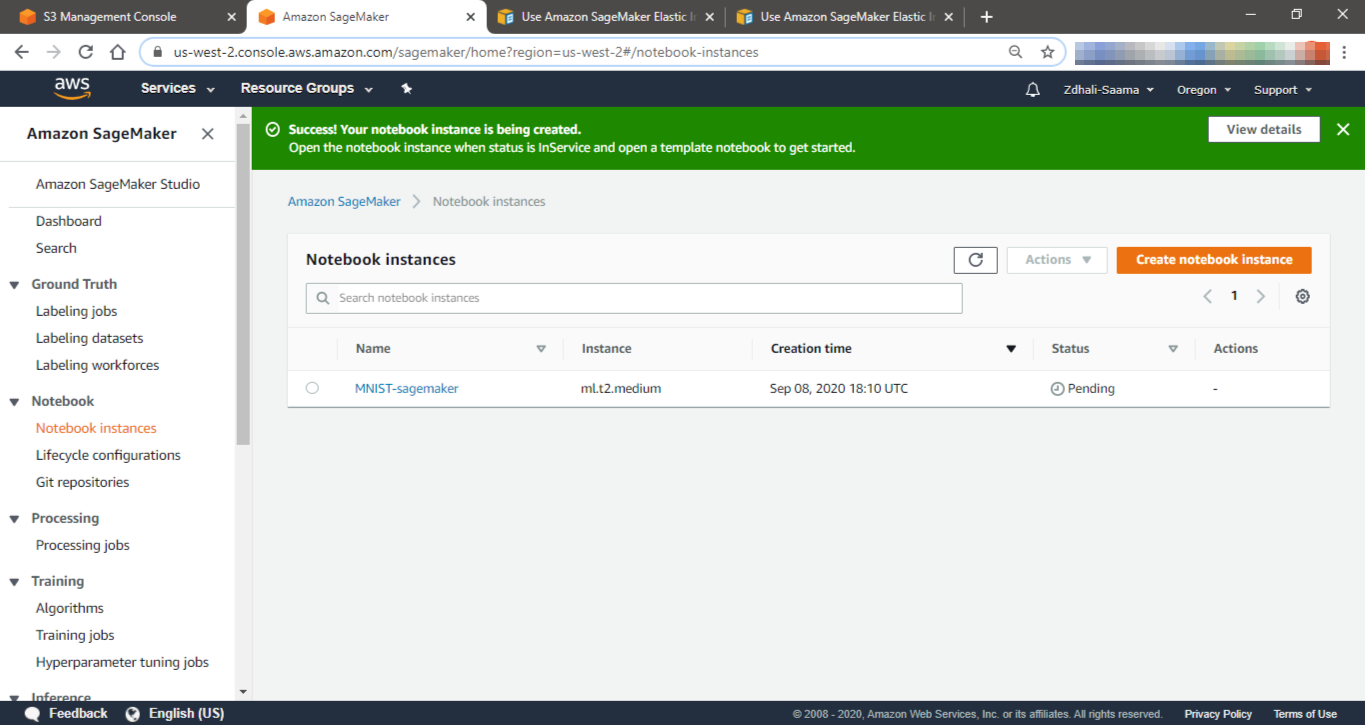 S3 Management Console
Amazon SageMaker
Use Amazon SageMaker Elastic I
Use Amazon SageMaker Elastic I
us-west-2.console.aws.amazon.com/sagemaker/home?region=us-west-2#/notebook-instances
aws
Services
Resource Groups
Zdhali-Saama
Oregon
Support
Amazon SageMaker
Amazon SageMaker Studio
Dashboard
Search
Ground Truth
Labeling jobs
Labeling datasets
Labeling workforces
Notebook
Notebook instances
Lifecycle configurations
Git repositories
Processing
Processing jobs
Training
Algorithms
Training jobs
Hyperparameter tuning jobs
Inference
Success! Your notebook instance is being created.
Open the notebook instance when status is InService and open a template notebook to get started.
View details
Amazon SageMaker > Notebook instances
Notebook instances
Actions
Create notebook instance
Search notebook instances
1
Name Instance Creation time Status Actions
MNIST-sagemaker ml.t2.medium Sep 08, 2020 18:10 UTC Pending -
Feedback English (US)
© 2008 - 2020, Amazon Web Services, Inc. or its affiliates. All rights reserved. Privacy Policy Terms of Use